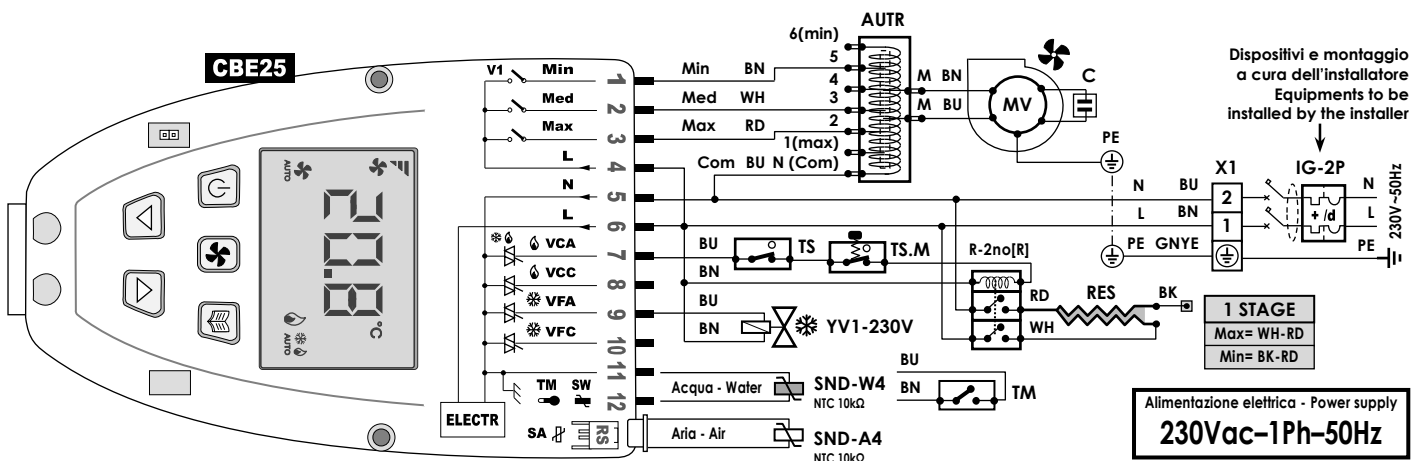 CBE25
AUTO
20.8
°C
AUTO
V1 Min 1
Med 2
Max 3
L 4
N 5
L 6
VCA 7
VCC 8
VFA 9
VFC 10
11
TM SW 12
ELECTR
SA RS
Min BN
Med WH
Max RD
Com BU N (Com)
AUTR
6(min)
5
4
3
2
1(max)
M BN
M BU
MV
C
PE
Dispositivi e montaggio
a cura dell'installatore
Equipments to be
installed by the installer
X1 IG-2P
N BU 2 N
L BN 1 + /d L
PE GNYE PE
230V~50Hz
BU TS TS.M R-2no[R]
BN
BU
BN YV1-230V
RD RES BK
WH
1 STAGE
Max= WH-RD
Min= BK-RD
Acqua - Water SND-W4
NTC 10kΩ
BU
BN TM
Aria - Air SND-A4
NTC 10kΩ
Alimentazione elettrica - Power supply
230Vac–1Ph–50Hz